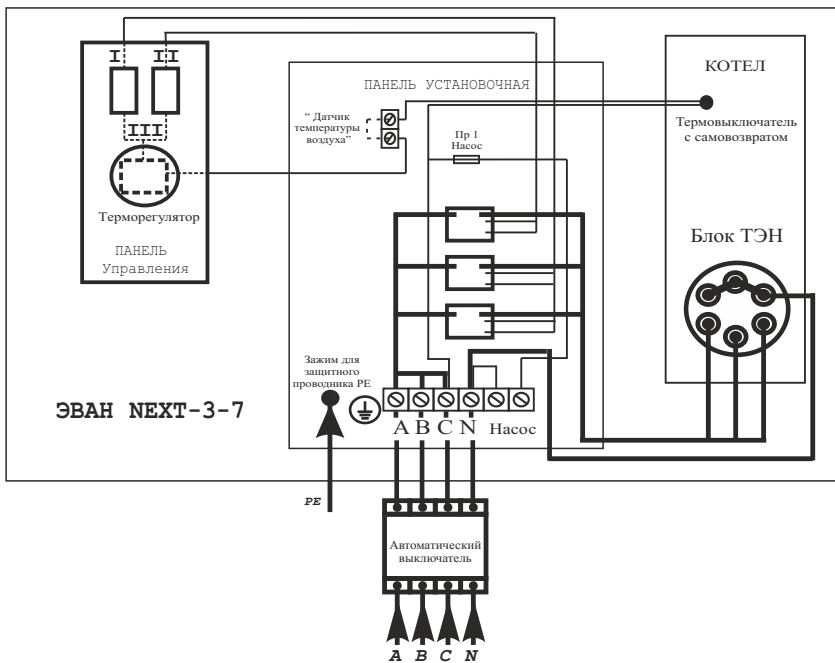 I
II
III
Терморегулятор
ПАНЕЛЬ
Управления
ПАНЕЛЬ УСТАНОВОЧНАЯ
“ Датчик
температуры
воздуха”
Пр 1
Насос
КОТЕЛ
Термовыключатель
с самовозвратом
Блок ТЭН
Зажим для
защитного
проводника PE
ЭВАН NEXT-3-7
A B C N Насос
PE
Автоматический
выключатель
A B C N